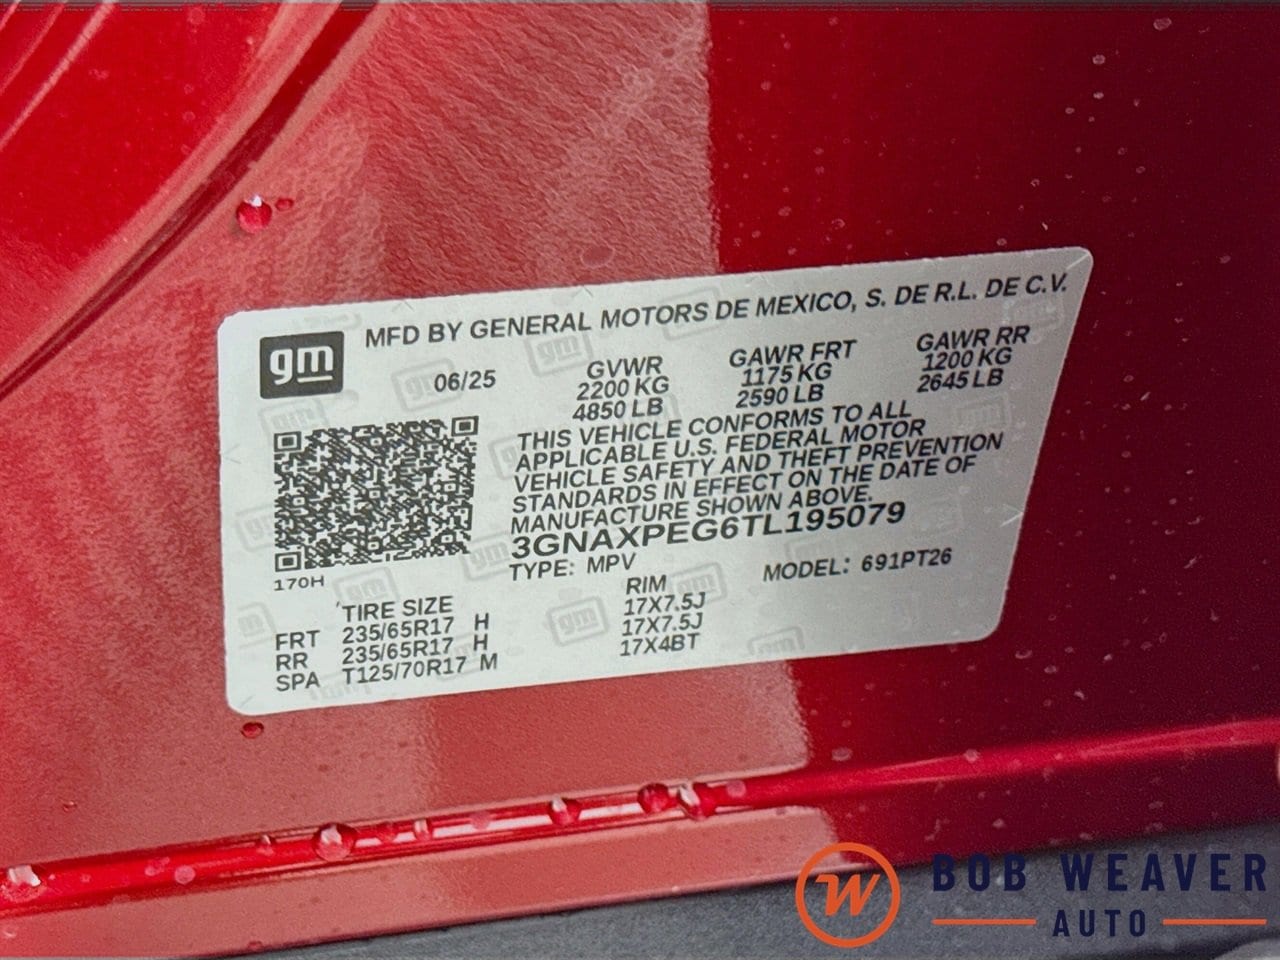 gm
MFD BY GENERAL MOTORS DE MEXICO, S. DE R.L. DE C.V.
06/25
GVWR
2200 KG
4850 LB
GAWR FRT
1175 KG
2590 LB
GAWR RR
1200 KG
2645 LB
THIS VEHICLE CONFORMS TO ALL
APPLICABLE U.S. FEDERAL MOTOR
VEHICLE SAFETY AND THEFT PREVENTION
STANDARDS IN EFFECT ON THE DATE OF
MANUFACTURE SHOWN ABOVE.
3GNAXPEG6TL195079
TYPE: MPV MODEL: 691PT26
170H
TIRE SIZE RIM
FRT 235/65R17 H 17X7.5J
RR 235/65R17 H 17X7.5J
SPA T125/70R17 M 17X4BT
W
BOB WEAVER
AUTO